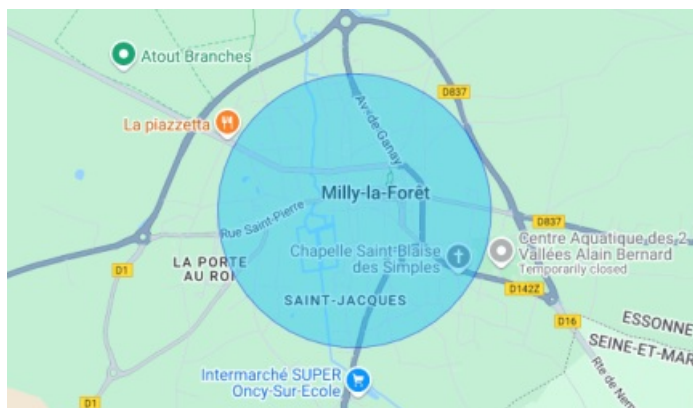 Atout Branches
D837
Av. de Ganay
La piazzetta
Milly-la-Forêt
Rue Saint-Pierre
D837
Centre Aquatique des 2
Vallées Alain Bernard
Temporarily closed
Chapelle Saint-Blaise
des Simples
LA PORTE
AU ROI
D1
D142Z
SAINT-JACQUES
D16
ESSONNE
SEINE-ET-MAR
Rte de Nem
Intermarché SUPER
Oncy-Sur-Ecole
D1